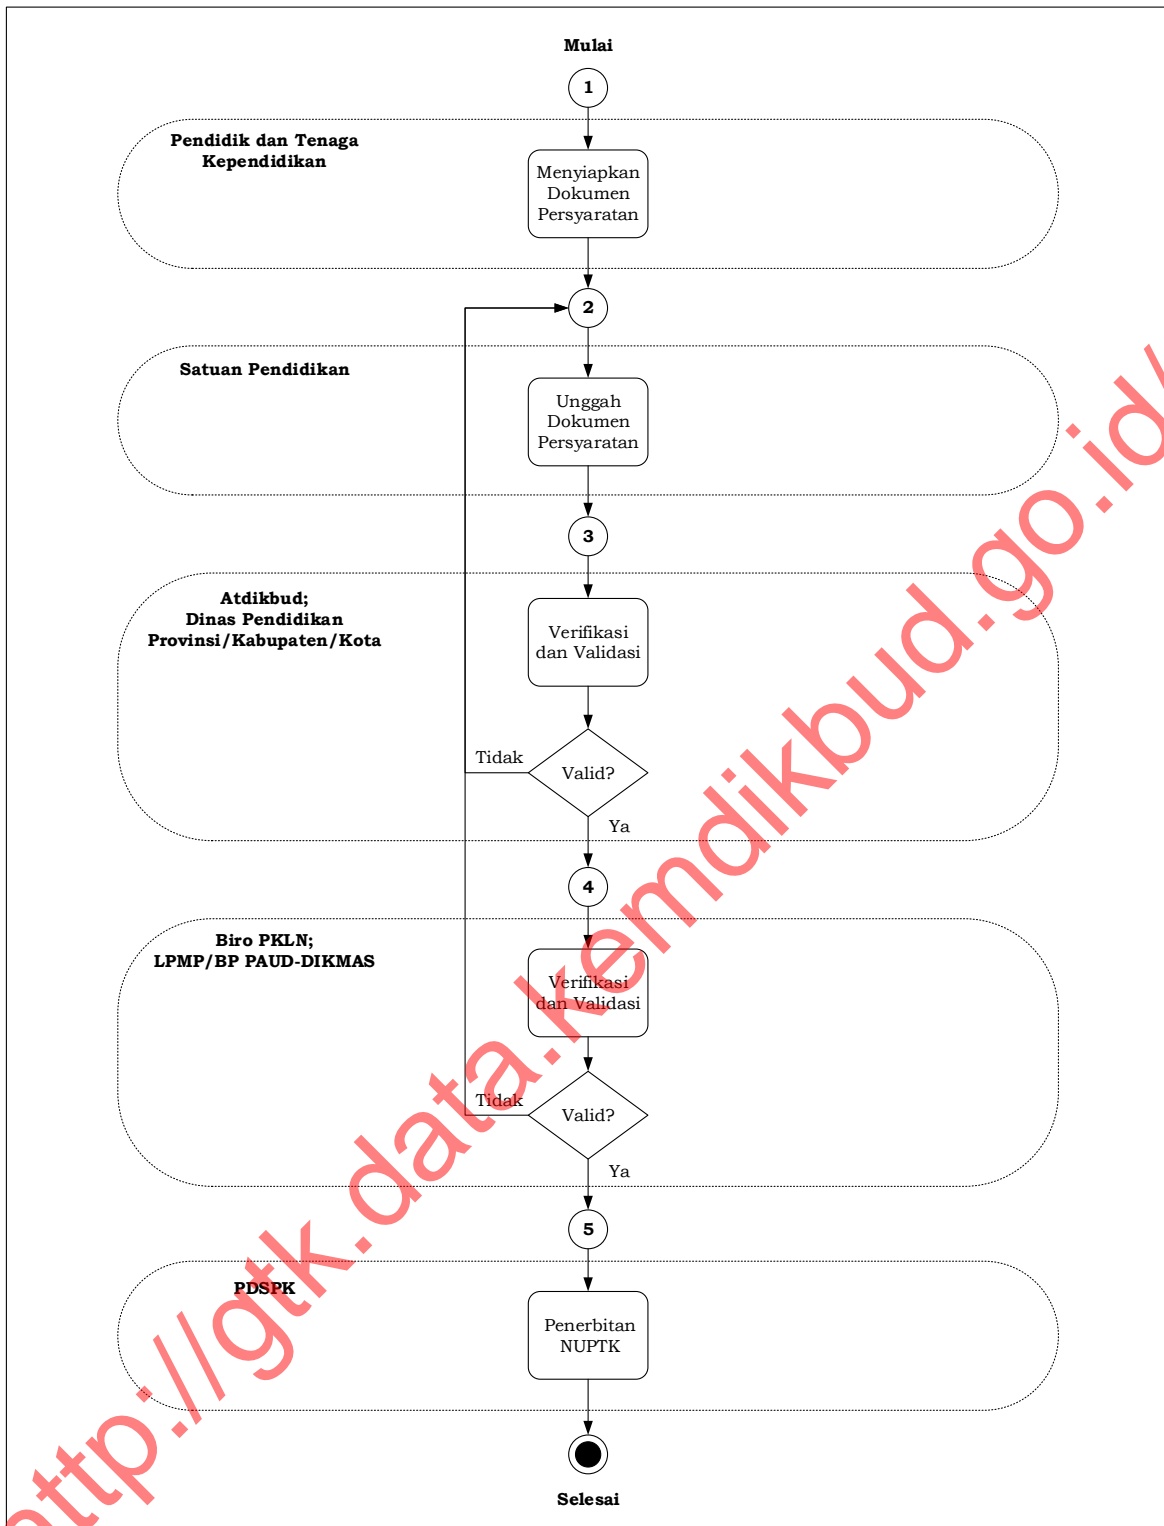 Mulai
1
Pendidik dan Tenaga
Kependidikan
Menyiapkan
Dokumen
Persyaratan
2
Satuan Pendidikan
Unggah
Dokumen
Persyaratan
3
Atdikbud;
Dinas Pendidikan
Provinsi/Kabupaten/Kota
Verifikasi
dan Validasi
Tidak
Valid?
Ya
4
Biro PKLN;
LPMP/BP PAUD-DIKMAS
Verifikasi
dan Validasi
Tidak
Valid?
Ya
5
PDSPK
Penerbitan
NUPTK
Selesai
http://gtk.data.kemdikbud.go.id/